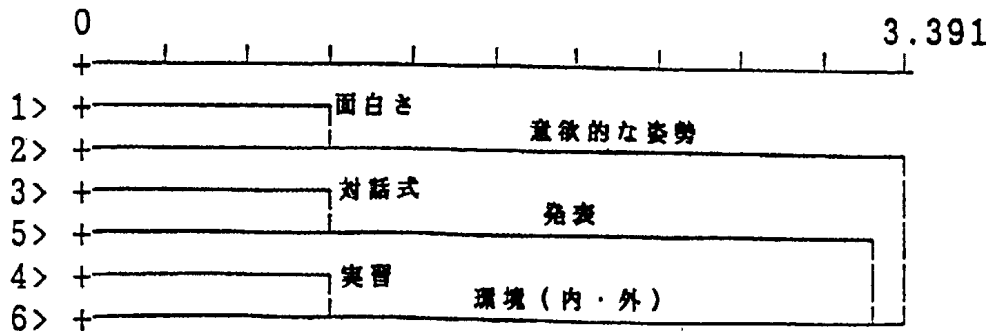 0 3.391
1> 面白さ
意欲的な姿勢
2>
3> 対話式
発表
5>
4> 実習
環境(内・外)
6>